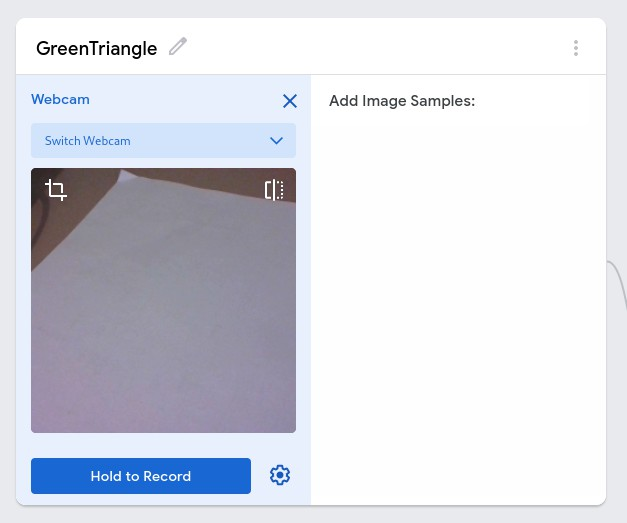 GreenTriangle
Webcam
Add Image Samples:
Switch Webcam
Hold to Record